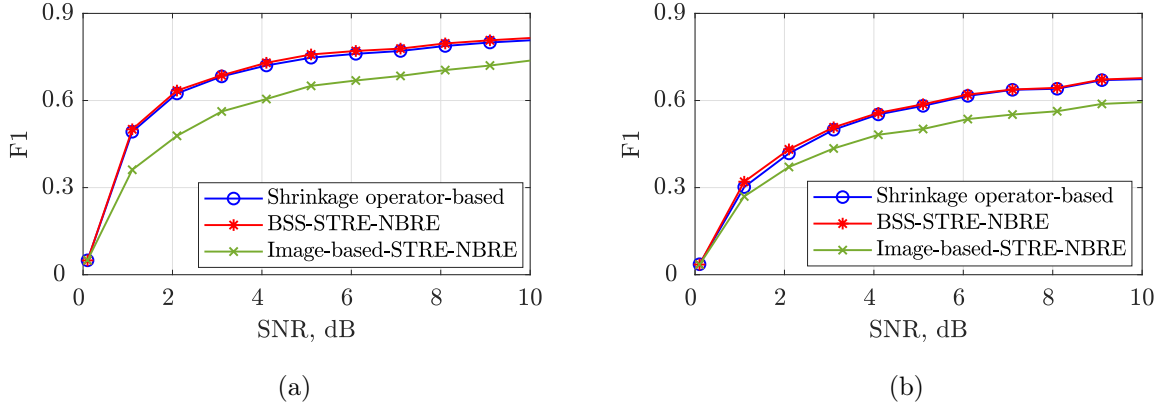 0.9
0.6
0.3
0
F1
Shrinkage operator-based
BSS-STRE-NBRE
Image-based-STRE-NBRE
0 2 4 6 8 10
SNR, dB
(a)
0.9
0.6
0.3
0
F1
Shrinkage operator-based
BSS-STRE-NBRE
Image-based-STRE-NBRE
0 2 4 6 8 10
SNR, dB
(b)